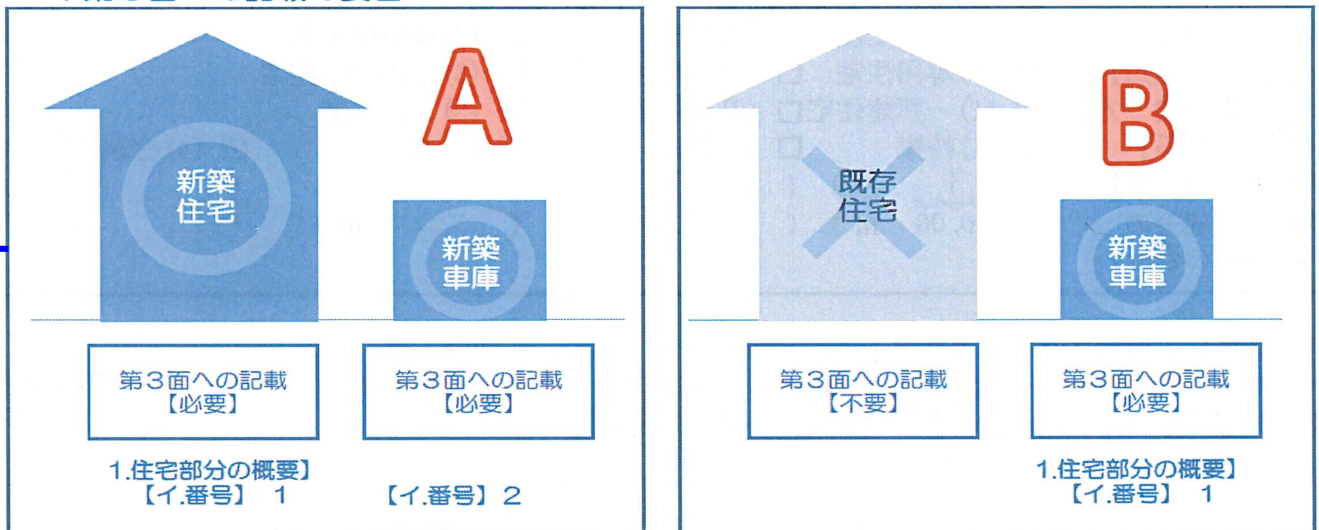 A
新築
住宅
新築
車庫
第3面への記載
【必要】
第3面への記載
【必要】
1.住宅部分の概要】
【イ.番号】 1
【イ.番号】 2
B
既存
住宅
新築
車庫
第3面への記載
【不要】
第3面への記載
【必要】
1.住宅部分の概要】
【イ.番号】 1